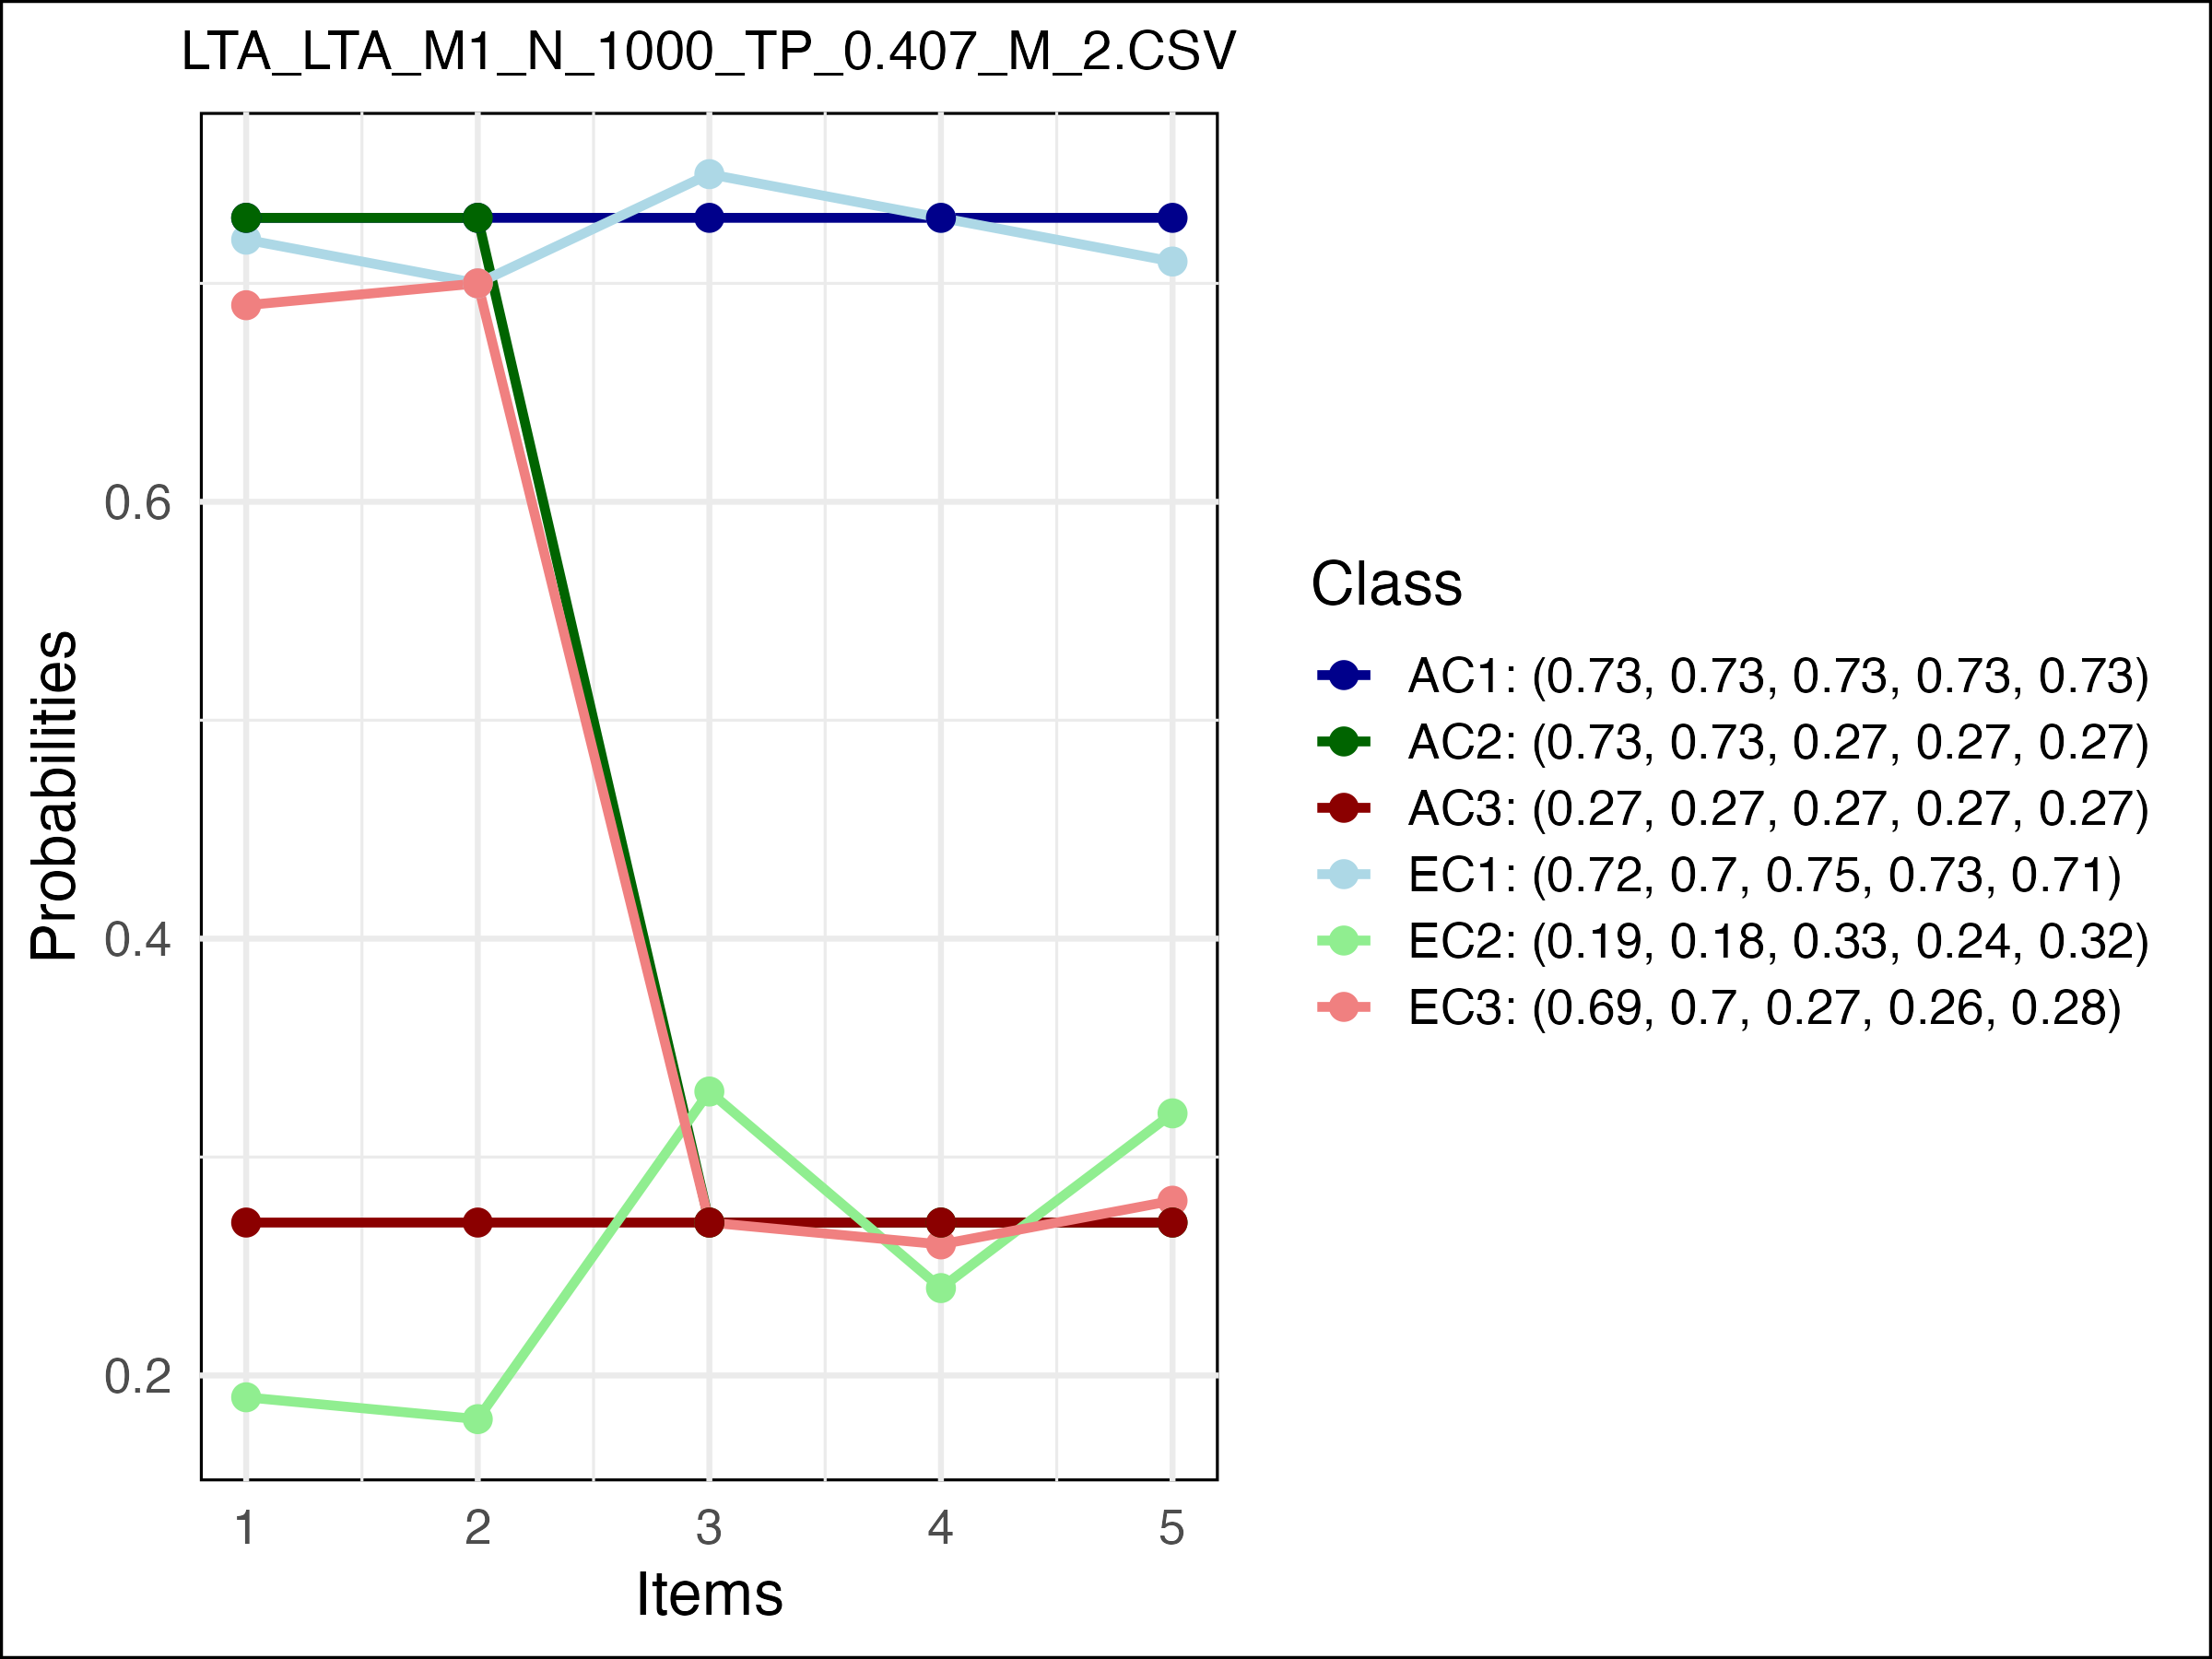 LTA_LTA_M1_N_1000_TP_0.407_M_2.CSV
Probabilities
0.6
0.4
0.2
1 2 3 4 5
Items
Class
AC1: (0.73, 0.73, 0.73, 0.73, 0.73)
AC2: (0.73, 0.73, 0.27, 0.27, 0.27)
AC3: (0.27, 0.27, 0.27, 0.27, 0.27)
EC1: (0.72, 0.7, 0.75, 0.73, 0.71)
EC2: (0.19, 0.18, 0.33, 0.24, 0.32)
EC3: (0.69, 0.7, 0.27, 0.26, 0.28)